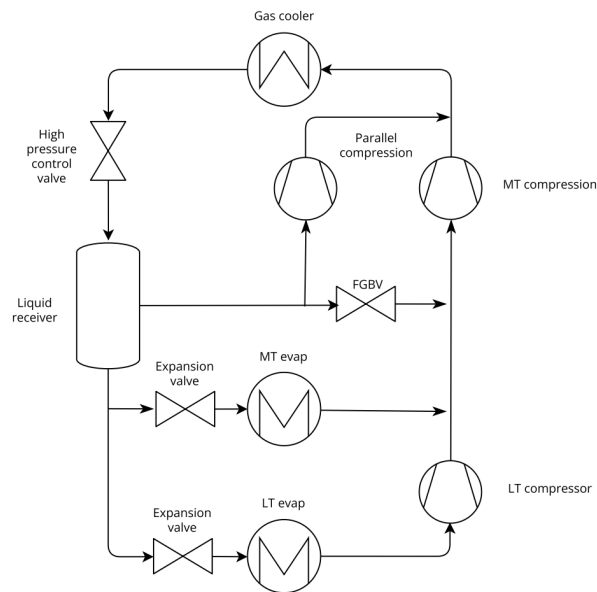 Gas cooler
High
pressure
control
valve
Parallel
compression
MT compression
Liquid
receiver
FGBV
Expansion
valve
MT evap
Expansion
valve
LT evap
LT compressor